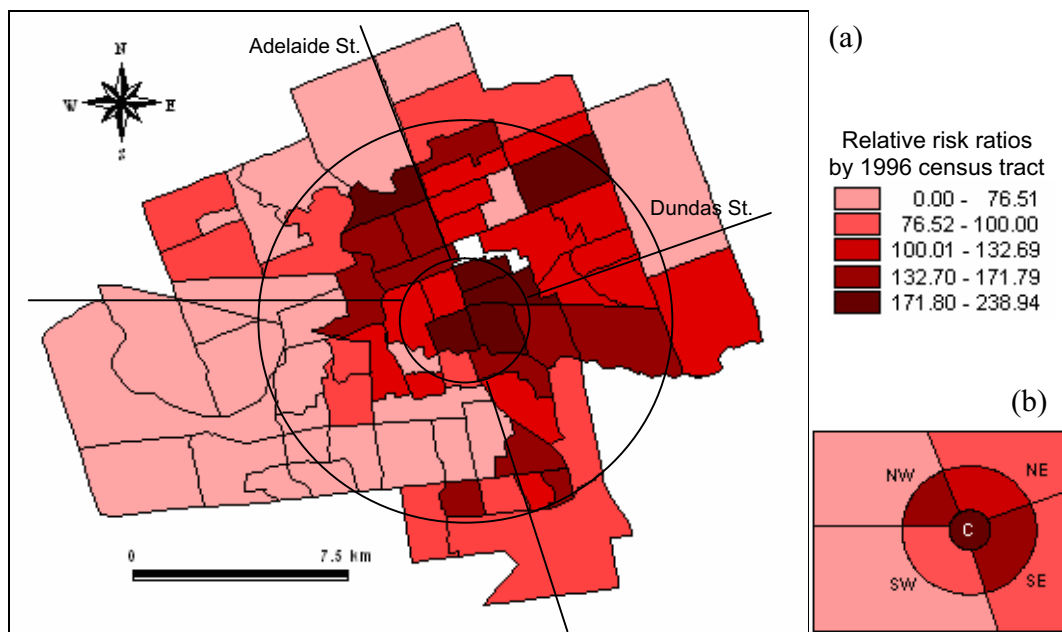 Adelaide St.
(a)
N
W E
S
Relative risk ratios
by 1996 census tract
0.00 - 76.51
76.52 - 100.00
100.01 - 132.69
132.70 - 171.79
171.80 - 238.94
Dundas St.
(b)
NW NE
C
SW SE
0 7.5 Km